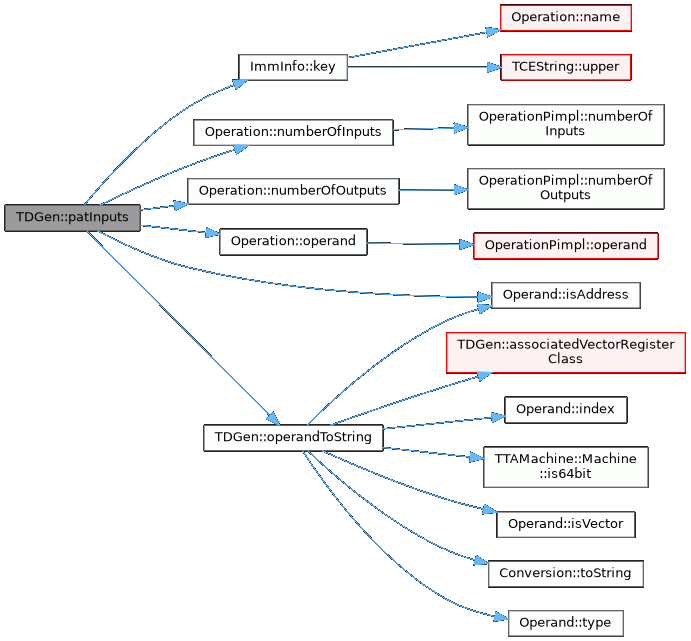 Operation::name
ImmInfo::key
TCEString::upper
OperationPimpl::numberOf
Inputs
Operation::numberOfInputs
OperationPimpl::numberOf
Outputs
Operation::numberOfOutputs
TDGen::patInputs
Operation::operand
OperationPimpl::operand
Operand::isAddress
TDGen::associatedVectorRegister
Class
Operand::index
TDGen::operandToString
TTAMachine::Machine
::is64bit
Operand::isVector
Conversion::toString
Operand::type